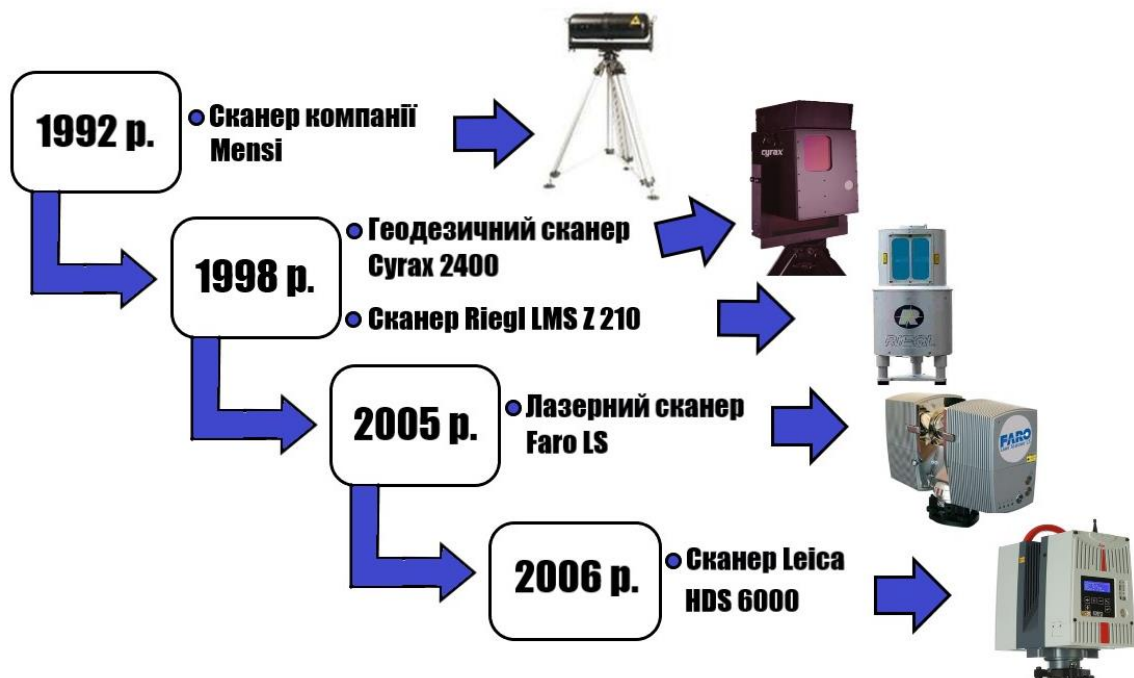 1992 р.
Сканер компанії
Mensi
cyrax
1998 р.
Геодезичний сканер
Cyrax 2400
Сканер Riegl LMS Z 210
RIEGL
2005 р.
Лазерний сканер
Faro LS
FARO
2006 р.
Сканер Leica
HDS 6000